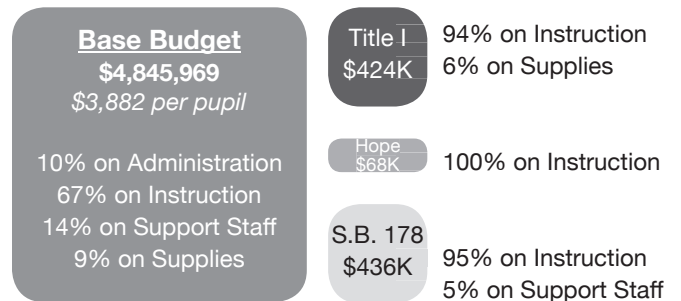 Base Budget
$4,845,969
$3,882 per pupil
10% on Administration
67% on Instruction
14% on Support Staff
9% on Supplies
Title I
$424K
94% on Instruction
6% on Supplies
Hope
$68K
100% on Instruction
S.B. 178
$436K
95% on Instruction
5% on Support Staff